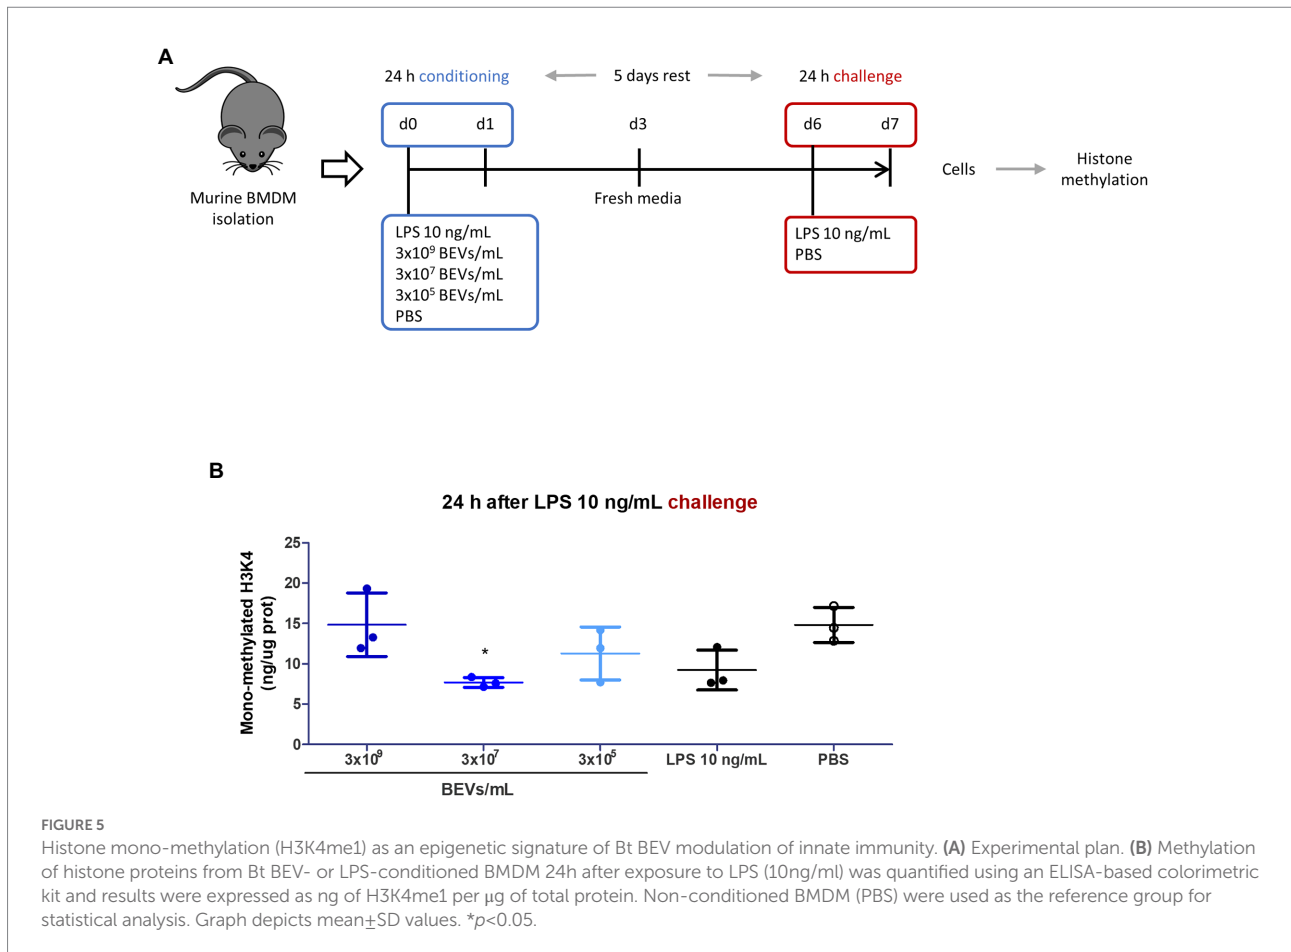 A
24 h conditioning
5 days rest
24 h challenge
d0 d1 d3 d6 d7
Cells
Histone
methylation
Murine BMDM
isolation
Fresh media
LPS 10 ng/mL
3x10⁹ BEVs/mL
3x10⁷ BEVs/mL
3x10⁵ BEVs/mL
PBS
LPS 10 ng/mL
PBS
B
24 h after LPS 10 ng/mL challenge
Mono-methylated H3K4
(ng/ug prot)
25
20
15
10
5
0
*
3x10⁹ 3x10⁷ 3x10⁵ LPS 10 ng/mL PBS
BEVs/mL
FIGURE 5
Histone mono-methylation (H3K4me1) as an epigenetic signature of Bt BEV modulation of innate immunity. (A) Experimental plan. (B) Methylation
of histone proteins from Bt BEV- or LPS-conditioned BMDM 24h after exposure to LPS (10ng/ml) was quantified using an ELISA-based colorimetric
kit and results were expressed as ng of H3K4me1 per μg of total protein. Non-conditioned BMDM (PBS) were used as the reference group for
statistical analysis. Graph depicts mean±SD values. *p<0.05.